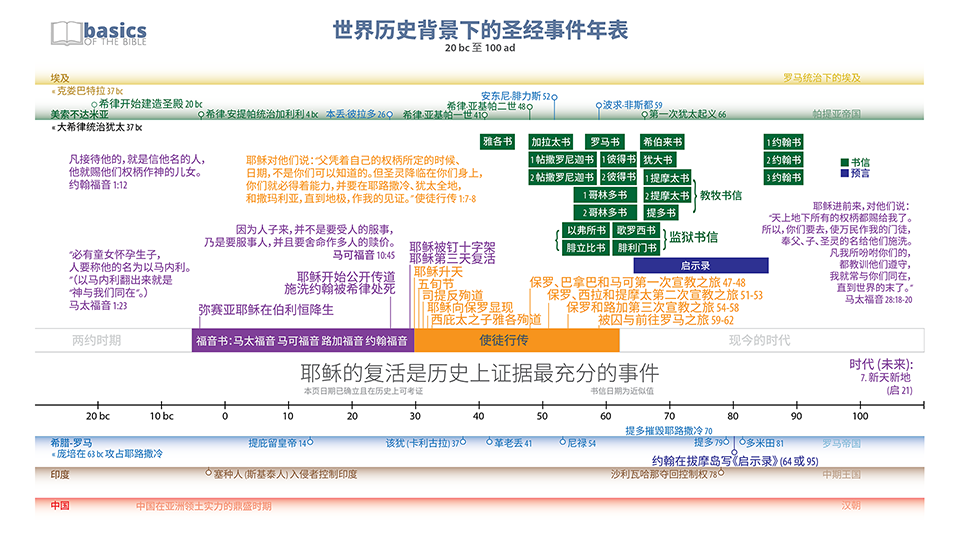 basics
OF THE BIBLE
世界历史背景下的圣经事件年表
20 bc 至 100 ad
埃及
罗马统治下的埃及
« 克娄巴特拉 37 bc
希律开始建造圣殿 20 bc
安东尼·腓力斯 52
希律·亚基帕二世 48
波求·非斯都 59
美索不达米亚
希律·安提帕统治加利利 4 bc
本丢·彼拉多 26
希律·亚基帕一世 41
第一次犹太起义 66
帕提亚帝国
« 大希律统治犹太 37 bc
雅各书
加拉太书
罗马书
希伯来书
1 约翰书
1 帖撒罗尼迦书
1 彼得书
犹大书
2 约翰书
2 帖撒罗尼迦书
2 彼得书
1 提摩太书
3 约翰书
1 哥林多书
2 提摩太书
教牧书信
2 哥林多书
提多书
以弗所书
歌罗西书
监狱书信
腓立比书
腓利门书
启示录
书信
预言
凡接待他的，就是信他名的人，
他就赐他们权柄作神的儿女。
约翰福音 1:12
耶稣对他们说：“父凭着自己的权柄所定的时候、
日期，不是你们可以知道的。但圣灵降临在你们身上，
你们就必得着能力，并要在耶路撒冷、犹太全地，
和撒玛利亚，直到地极，作我的见证。”使徒行传 1:7-8
因为人子来，并不是要受人的服事，
乃是要服事人，并且要舍命作多人的赎价。
马可福音 10:45
“必有童女怀孕生子，
人要称他的名为以马内利。
”（以马内利翻出来就是
“神与我们同在”。）
马太福音 1:23
耶稣进前来，对他们说：
“天上地下所有的权柄都赐给我了。
所以，你们要去，使万民作我的门徒，
奉父、子、圣灵的名给他们施洗。
凡我所吩咐你们的，
都教训他们遵守，
我就常与你们同在，
直到世界的末了。”
马太福音 28:18-20
耶稣被钉十字架
耶稣第三天复活
耶稣开始公开传道
施洗约翰被希律处死
弥赛亚耶稣在伯利恒降生
耶稣升天
五旬节
司提反殉道
耶稣向保罗显现
西庇太之子雅各殉道
保罗、巴拿巴和马可第一次宣教之旅 47-48
保罗、西拉和提摩太第二次宣教之旅 51-53
保罗和路加第三次宣教之旅 54-58
被囚与前往罗马之旅 59-62
两约时期
福音书：马太福音 马可福音 路加福音 约翰福音
使徒行传
现今的时代
耶稣的复活是历史上证据最充分的事件
本页日期已确立且在历史上可考证
书信日期为近似值
时代 (未来):
7. 新天新地
(启 21)
20 bc
10 bc
0
10
20
30
40
50
60
70
80
90
100
提多摧毁耶路撒冷 70
希腊-罗马
提庇留皇帝 14
该犹 (卡利古拉) 37
革老丢 41
尼禄 54
提多 79
多米田 81
罗马帝国
« 庞培在 63 bc 攻占耶路撒冷
约翰在拔摩岛写《启示录》(64 或 95)
印度
塞种人 (斯基泰人) 入侵者控制印度
沙利瓦哈那夺回控制权 78
中期王国
中国
中国在亚洲领土实力的鼎盛时期
汉朝